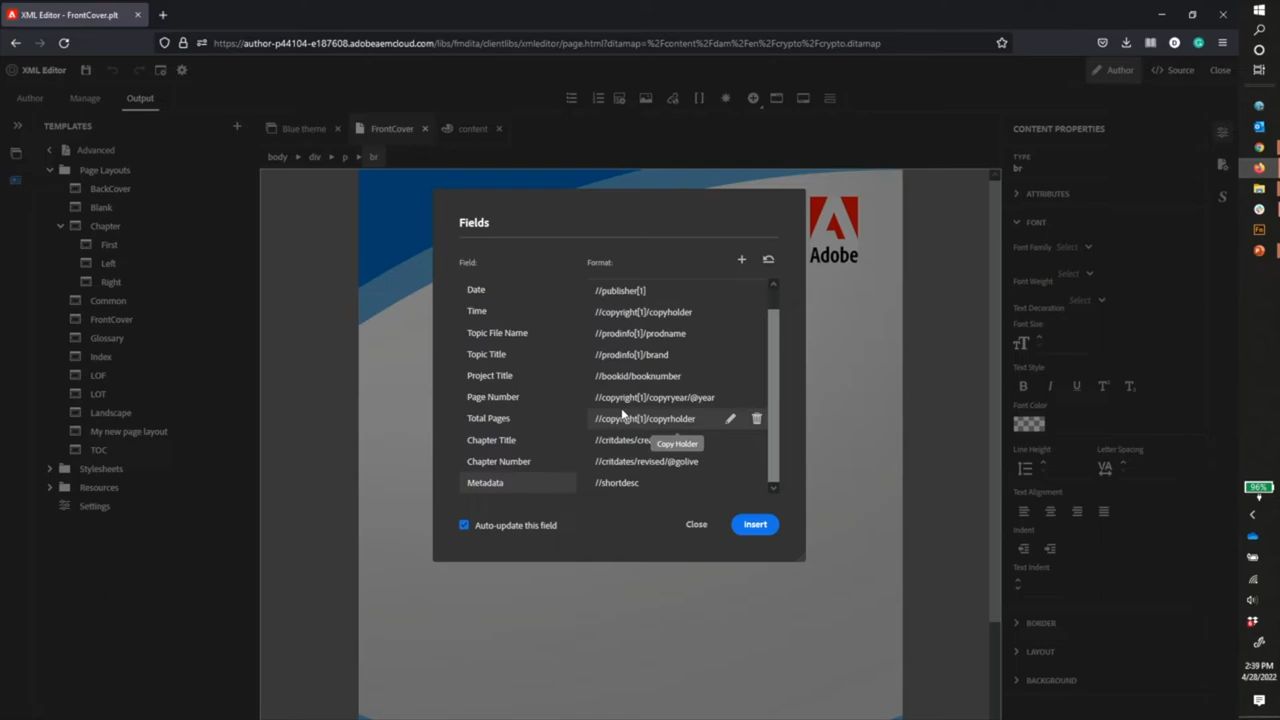 XML Editor - FrontCover.plt
https://author-p44104-e187608.adobeaemcloud.com/libs/fmdita/clientlibs/xmleditor/page.html?ditamap=%2Fcontent%2Fdam%2Fen%2Fcrypto%2Fcrypto.ditamap
XML Editor
Author
Source
Close
Author
Manage
Output
TEMPLATES
Blue theme
FrontCover
content
CONTENT PROPERTIES
Advanced
body
div
p
br
TYPE
br
Page Layouts
BackCover
Blank
Chapter
First
Left
Right
Common
FrontCover
Glossary
Index
LOF
LOT
Landscape
My new page layout
TOC
Stylesheets
Resources
Settings
Adobe
Fields
Field:
Format:
Date
//publisher[1]
Time
//copyright[1]/copyholder
Topic File Name
//prodinfo[1]/prodname
Topic Title
//prodinfo[1]/brand
Project Title
//bookid/booknumber
Page Number
//copyright[1]/copyryear/@year
Total Pages
//copyright[1]/copyrholder
Chapter Title
//critdates/cre
Copy Holder
Chapter Number
//critdates/revised/@golive
Metadata
//shortdesc
Auto-update this field
Close
Insert
ATTRIBUTES
FONT
Font Family
Select
Font Weight
Select
Text Decoration
Select
Font Size
Text Style
B I U T T
Font Color
Line Height
Letter Spacing
Text Alignment
Indent
Text Indent
BORDER
LAYOUT
BACKGROUND
96%
2:39 PM
4/28/2022